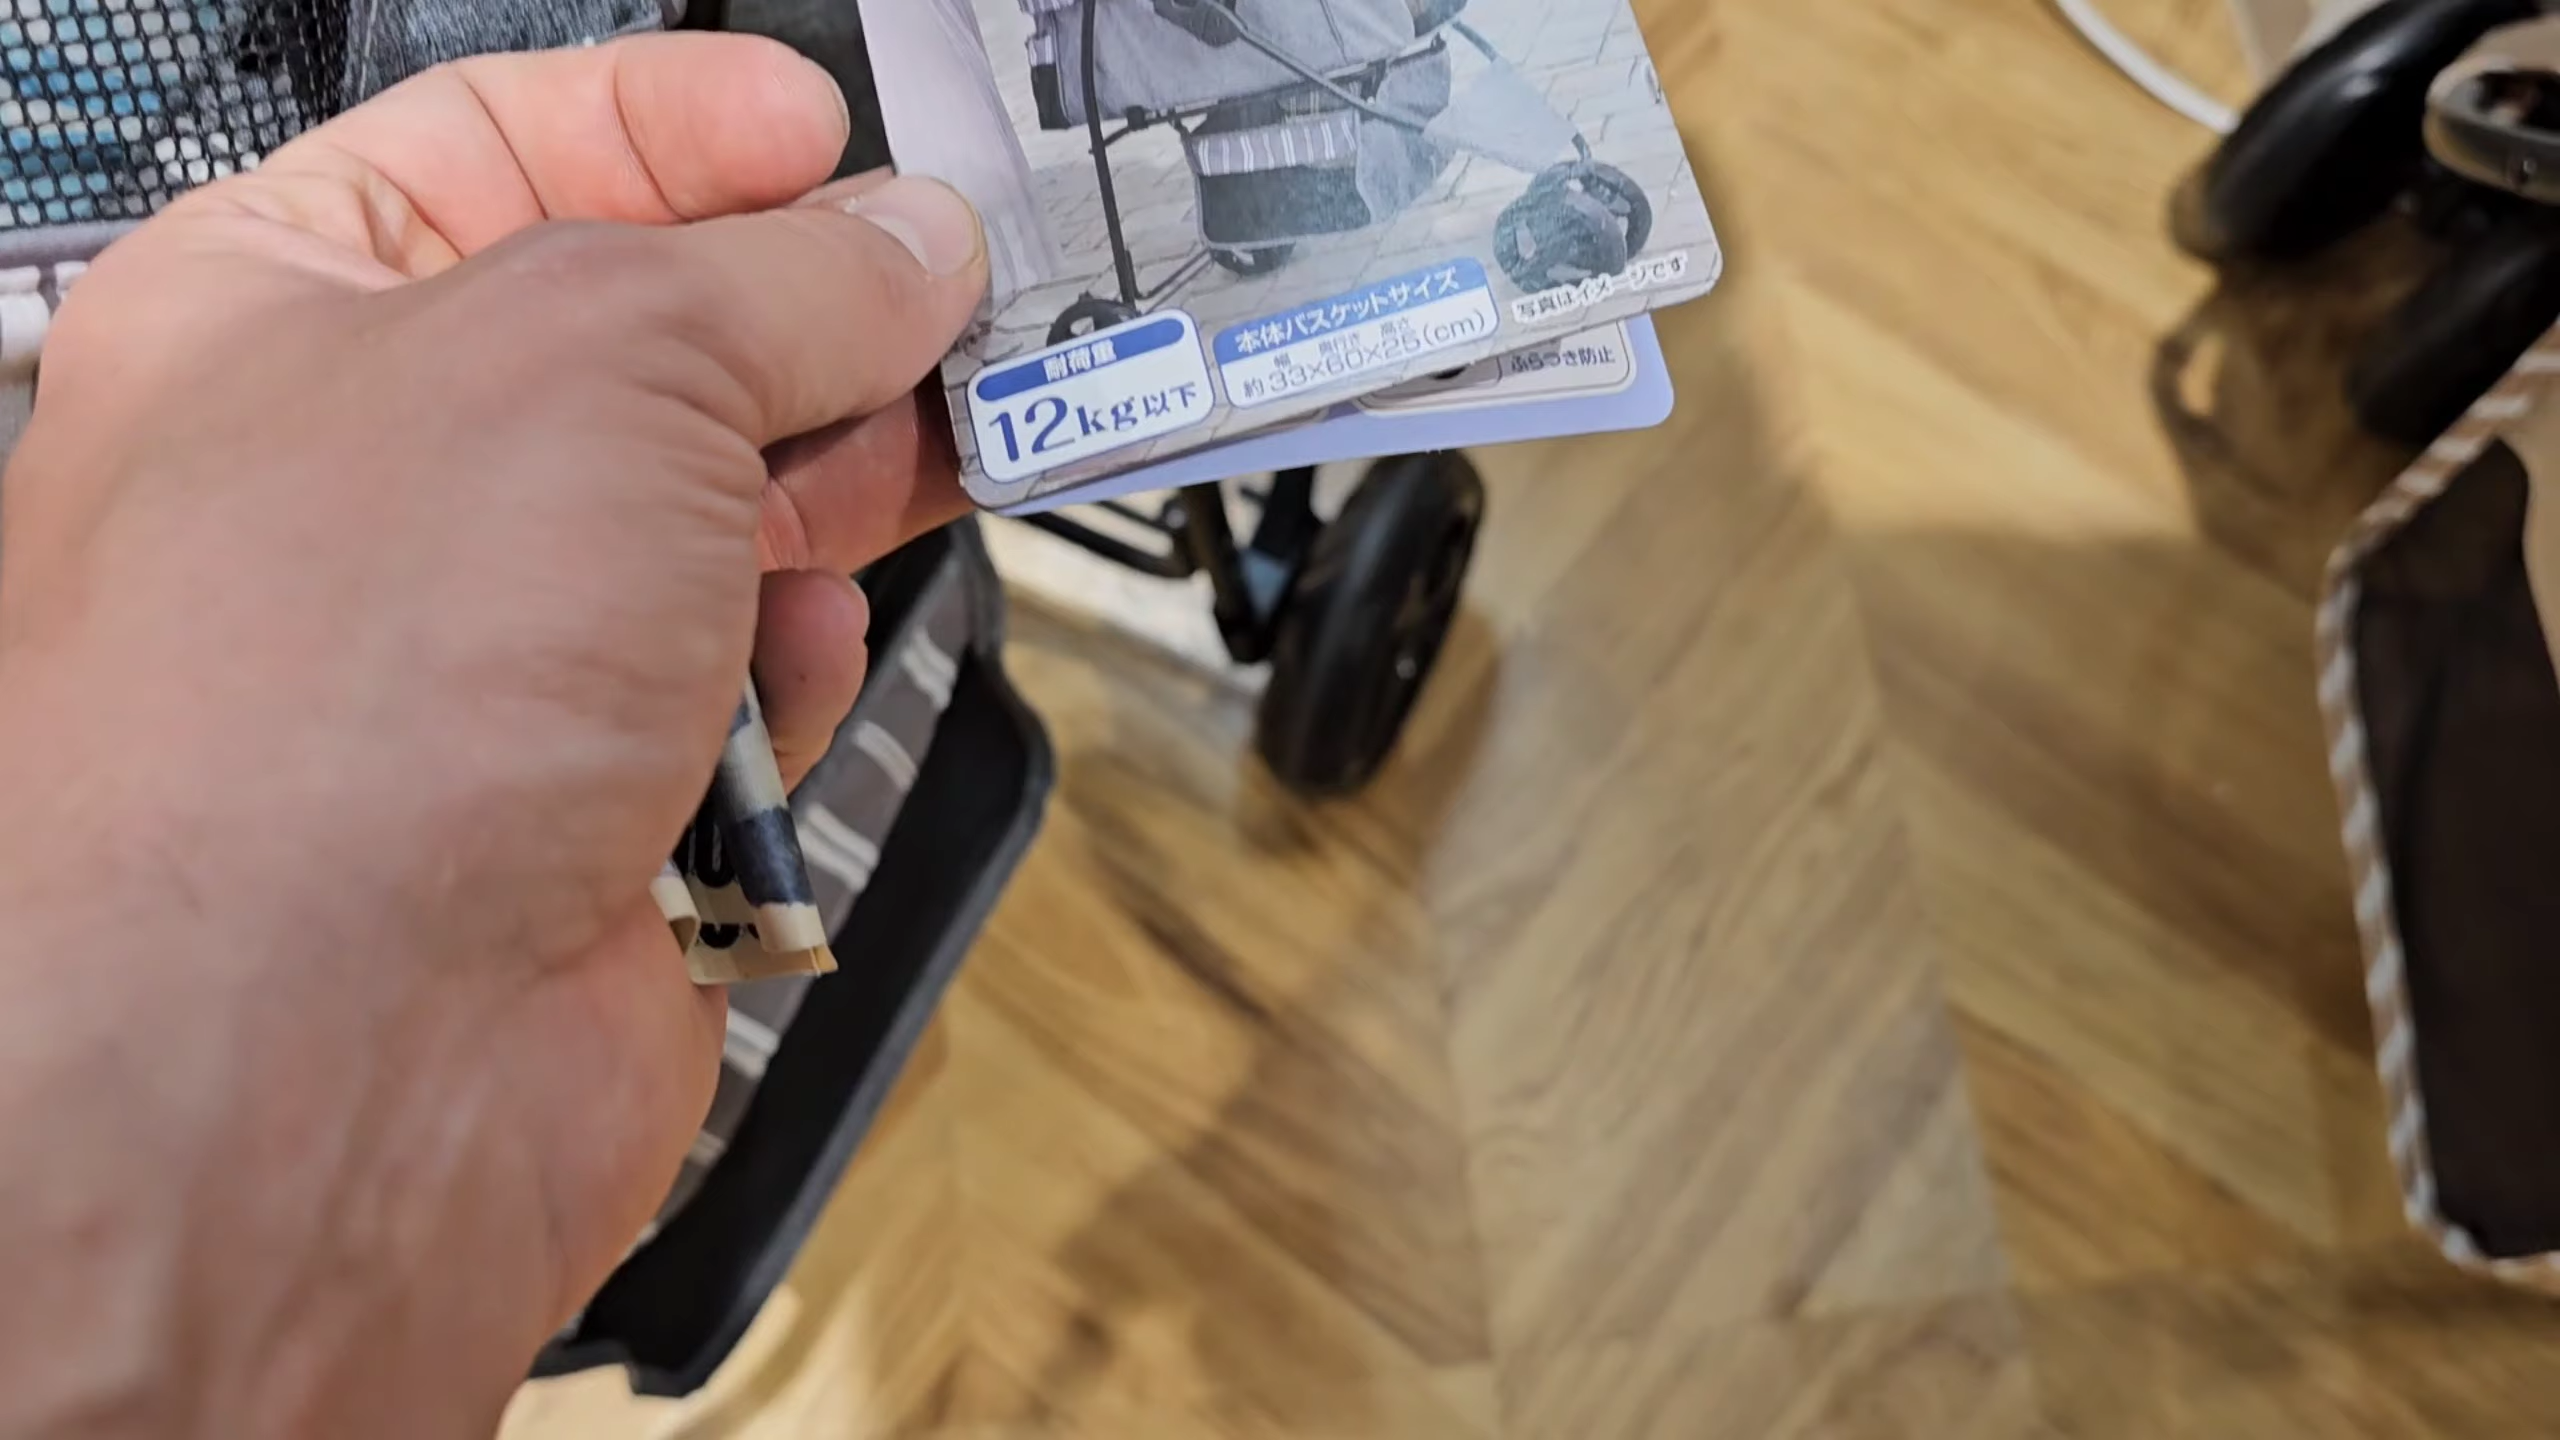 耐荷重
12kg以下
本体バスケットサイズ
幅 奥行き 高さ
約33×60×25(cm)
写真はイメージです
ふらつき防止